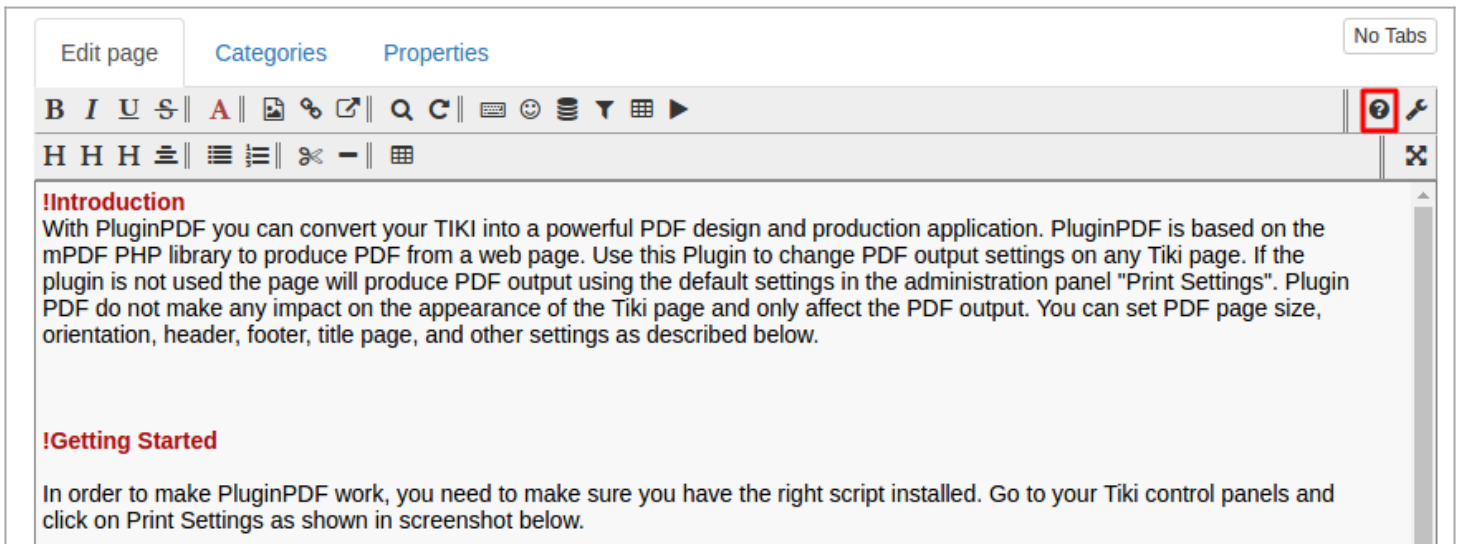 Edit page Categories Properties No Tabs
B I U S A
H H H
!Introduction
With PluginPDF you can convert your TIKI into a powerful PDF design and production application. PluginPDF is based on the
mPDF PHP library to produce PDF from a web page. Use this Plugin to change PDF output settings on any Tiki page. If the
plugin is not used the page will produce PDF output using the default settings in the administration panel "Print Settings". Plugin
PDF do not make any impact on the appearance of the Tiki page and only affect the PDF output. You can set PDF page size,
orientation, header, footer, title page, and other settings as described below.
!Getting Started
In order to make PluginPDF work, you need to make sure you have the right script installed. Go to your Tiki control panels and
click on Print Settings as shown in screenshot below.